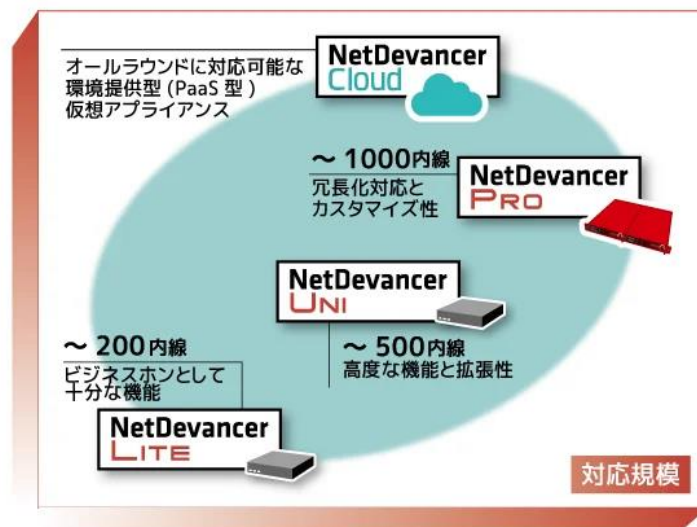 オールラウンドに対応可能な
環境提供型(PaaS型)
仮想アプライアンス
NetDevancer
Cloud
～1000内線
冗長化対応と
カスタマイズ性
NetDevancer
PRO
NetDevancer
UNI
～500内線
高度な機能と拡張性
～200内線
ビジネスホンとして
十分な機能
NetDevancer
LITE
対応規模